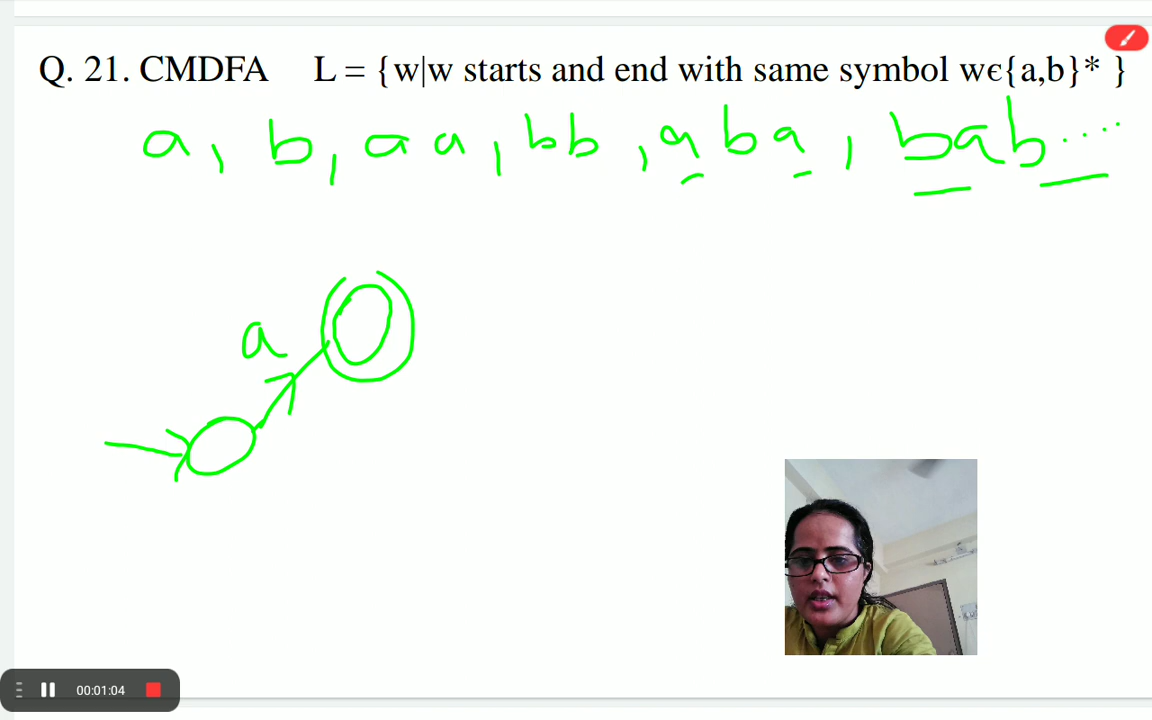 Q. 21. CMDFA L = {w|w starts and end with same symbol wϵ{a,b}* }
a, b, aa, bb, aba, bab....
a
00:01:04